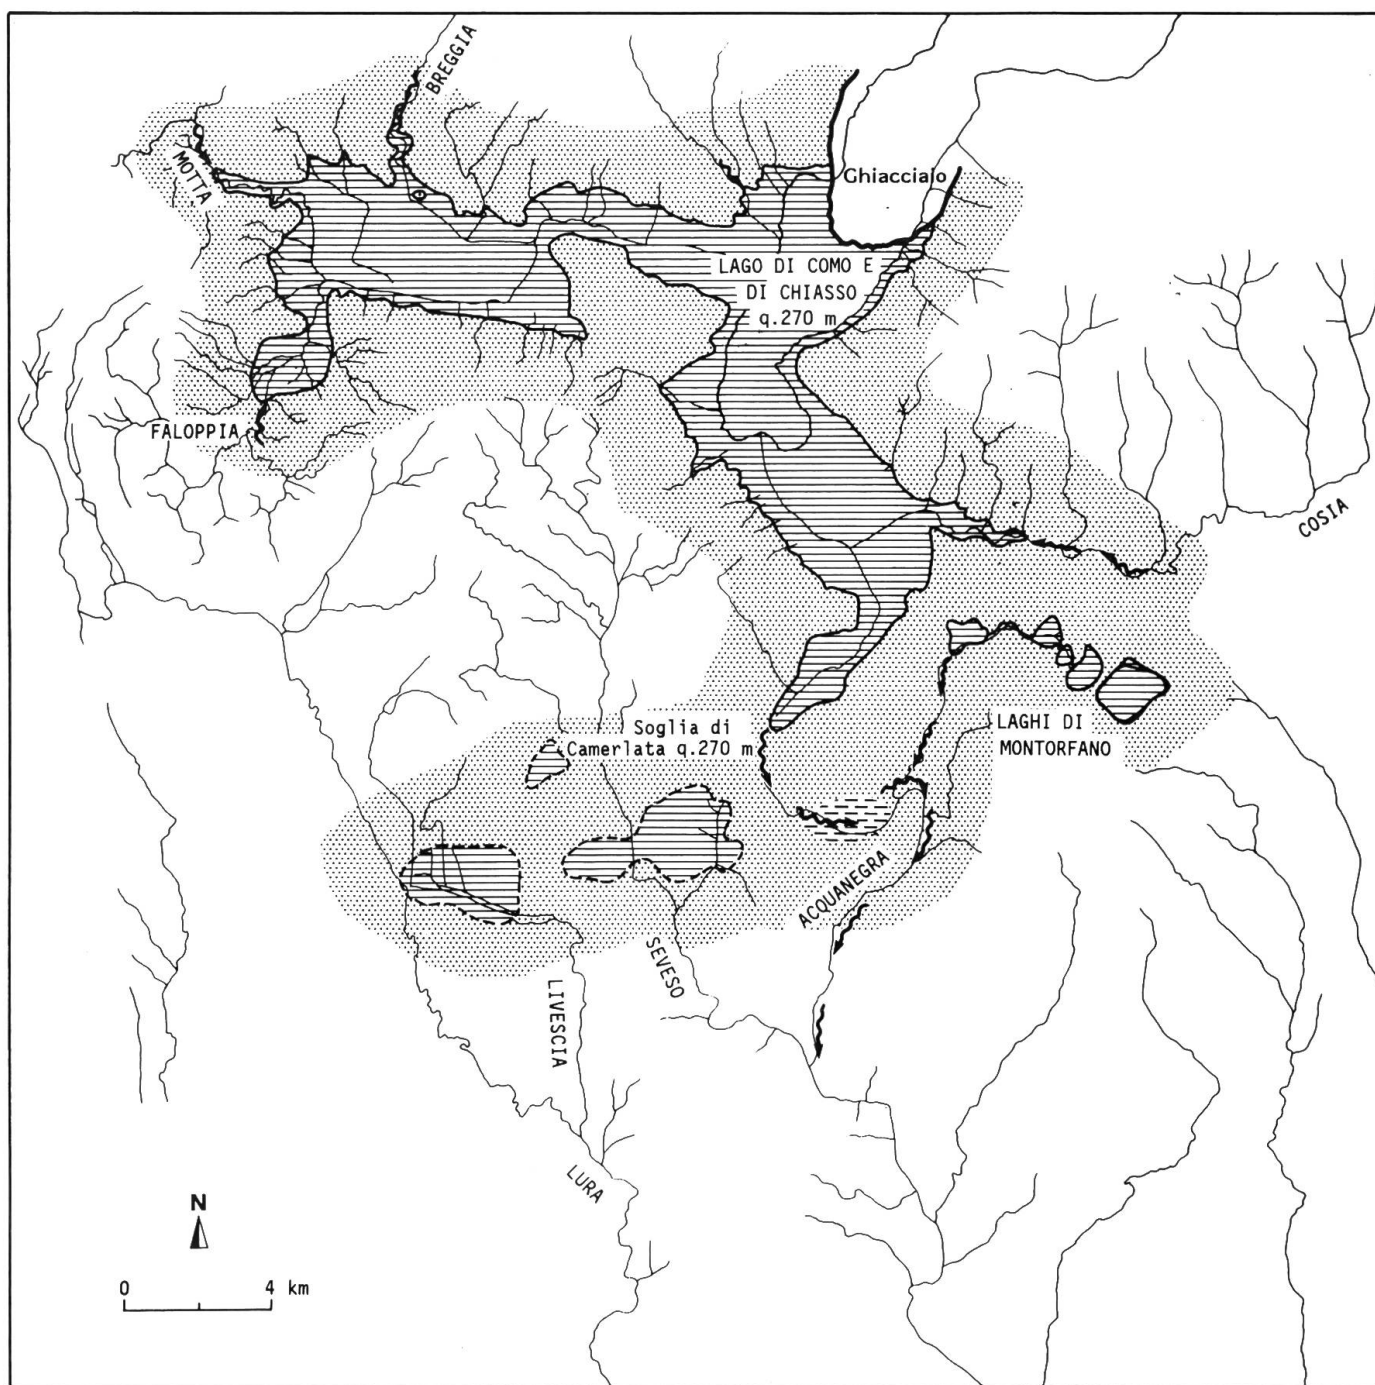 BREGGIA
MOTTA
Ghiacciaio
LAGO DI COMO E
DI CHIASSO
q.270 m
FALOPPIA
COSIA
Soglia di
Camerlata q.270 m
LAGHI DI
MONTORFANO
ACQUANEGRA
SEVESO
LIVESCIA
LURA
N
0 4 km